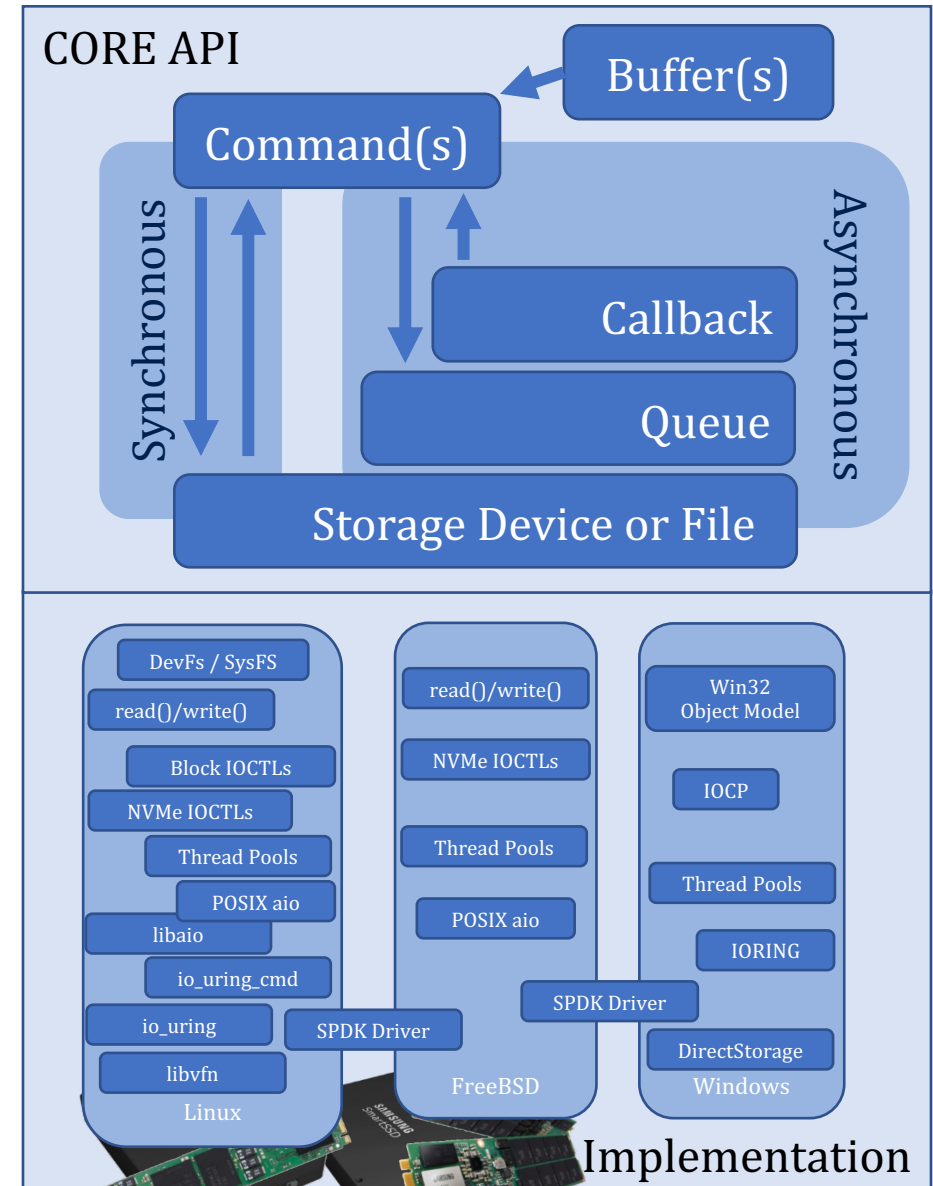 CORE API
Buffer(s)
Command(s)
Synchronous
Asynchronous
Callback
Queue
Storage Device or File
DevFs / SysFS
read()/write()
Block IOCTLs
NVMe IOCTLs
Thread Pools
POSIX aio
libaio
io_uring_cmd
io_uring
SPDK Driver
libvfn
Linux
read()/write()
NVMe IOCTLs
Thread Pools
POSIX aio
SPDK Driver
FreeBSD
Win32
Object Model
IOCP
Thread Pools
IORING
DirectStorage
Windows
SAMSUNG
SmartSSD
Implementation